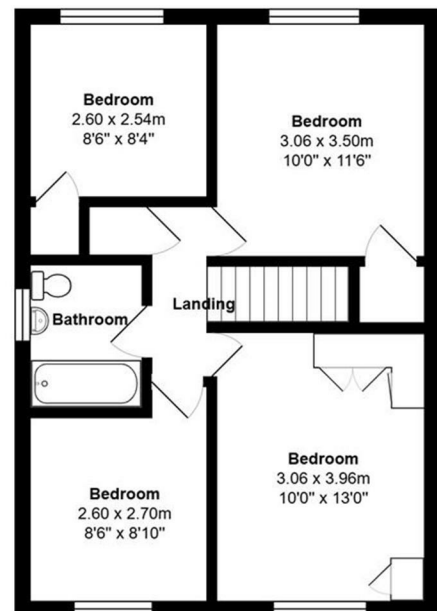 Bedroom
2.60 x 2.54m
8'6" x 8'4"
Bedroom
3.06 x 3.50m
10'0" x 11'6"
Landing
Bathroom
Bedroom
3.06 x 3.96m
10'0" x 13'0"
Bedroom
2.60 x 2.70m
8'6" x 8'10"